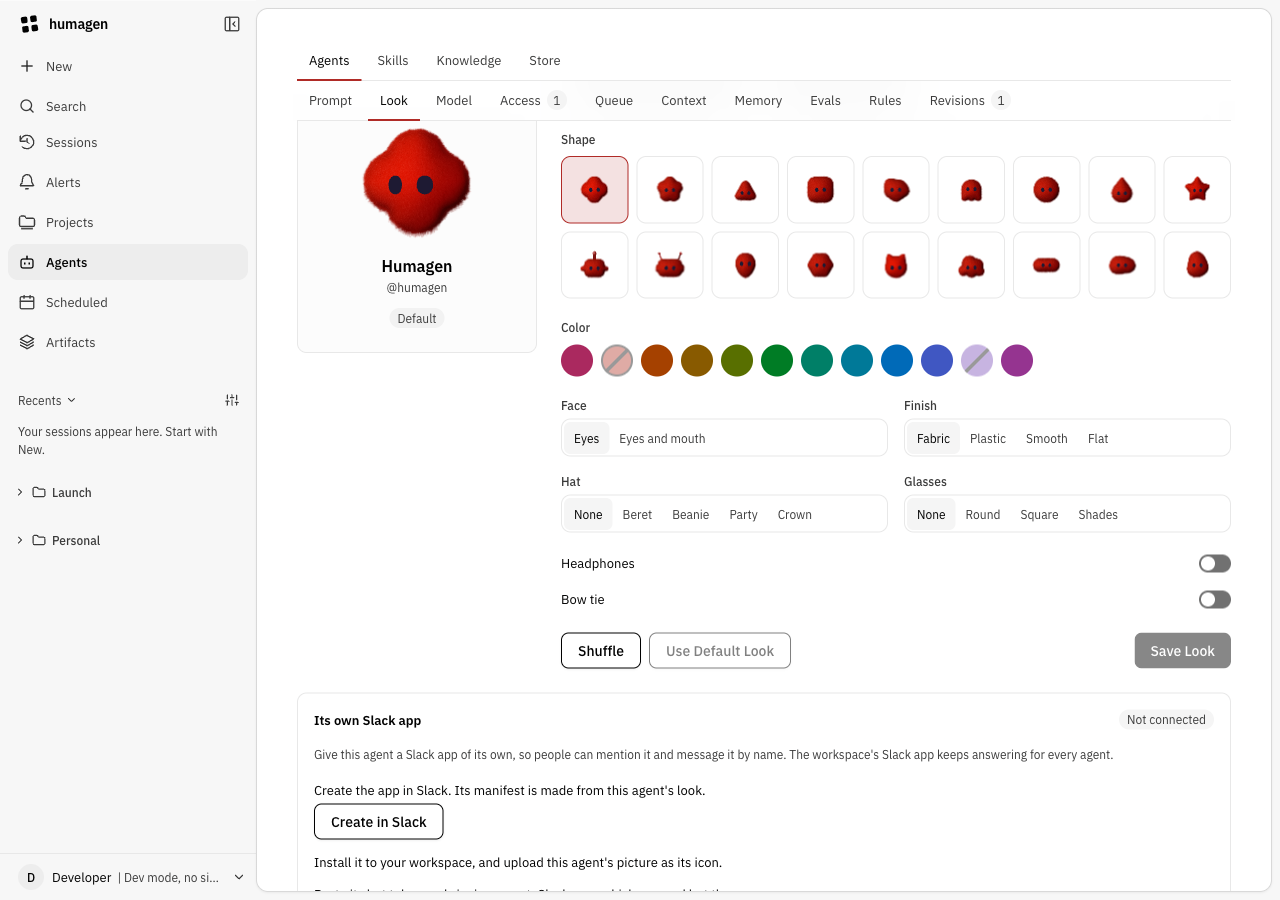 humagen
New
Search
Sessions
Alerts
Projects
Agents
Scheduled
Artifacts
Recents
Your sessions appear here. Start with
New.
Launch
Personal
D Developer | Dev mode, no si...
Agents Skills Knowledge Store
Prompt Look Model Access 1 Queue Context Memory Evals Rules Revisions 1
Humagen
@humagen
Default
Shape
Color
Face Finish
Eyes Eyes and mouth Fabric Plastic Smooth Flat
Hat Glasses
None Beret Beanie Party Crown None Round Square Shades
Headphones
Bow tie
Shuffle Use Default Look Save Look
Its own Slack app Not connected
Give this agent a Slack app of its own, so people can mention it and message it by name. The workspace's Slack app keeps answering for every agent.
Create the app in Slack. Its manifest is made from this agent's look.
Create in Slack
Install it to your workspace, and upload this agent's picture as its icon.